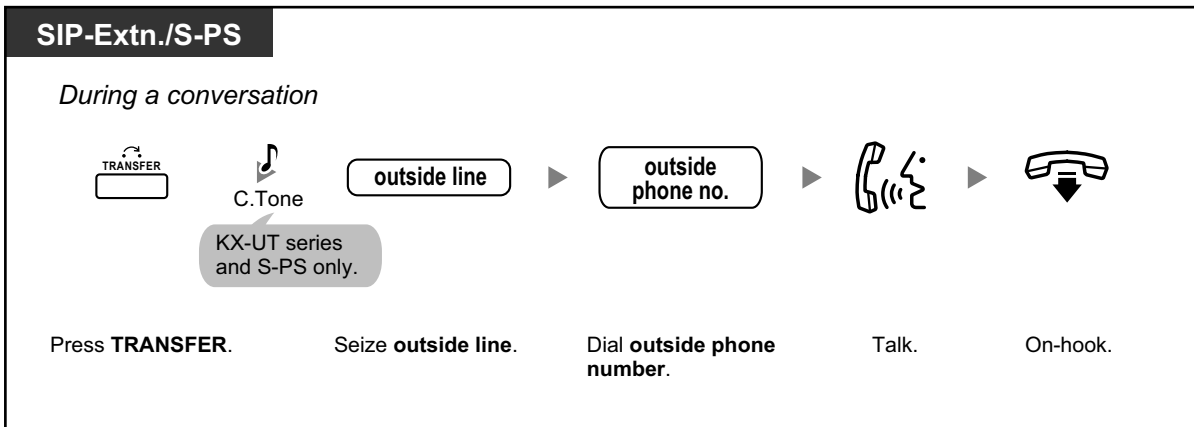 SIP-Extn./S-PS
During a conversation
TRANSFER
C.Tone
KX-UT series
and S-PS only.
outside line
outside
phone no.
Press TRANSFER.
Seize outside line.
Dial outside phone
number.
Talk.
On-hook.